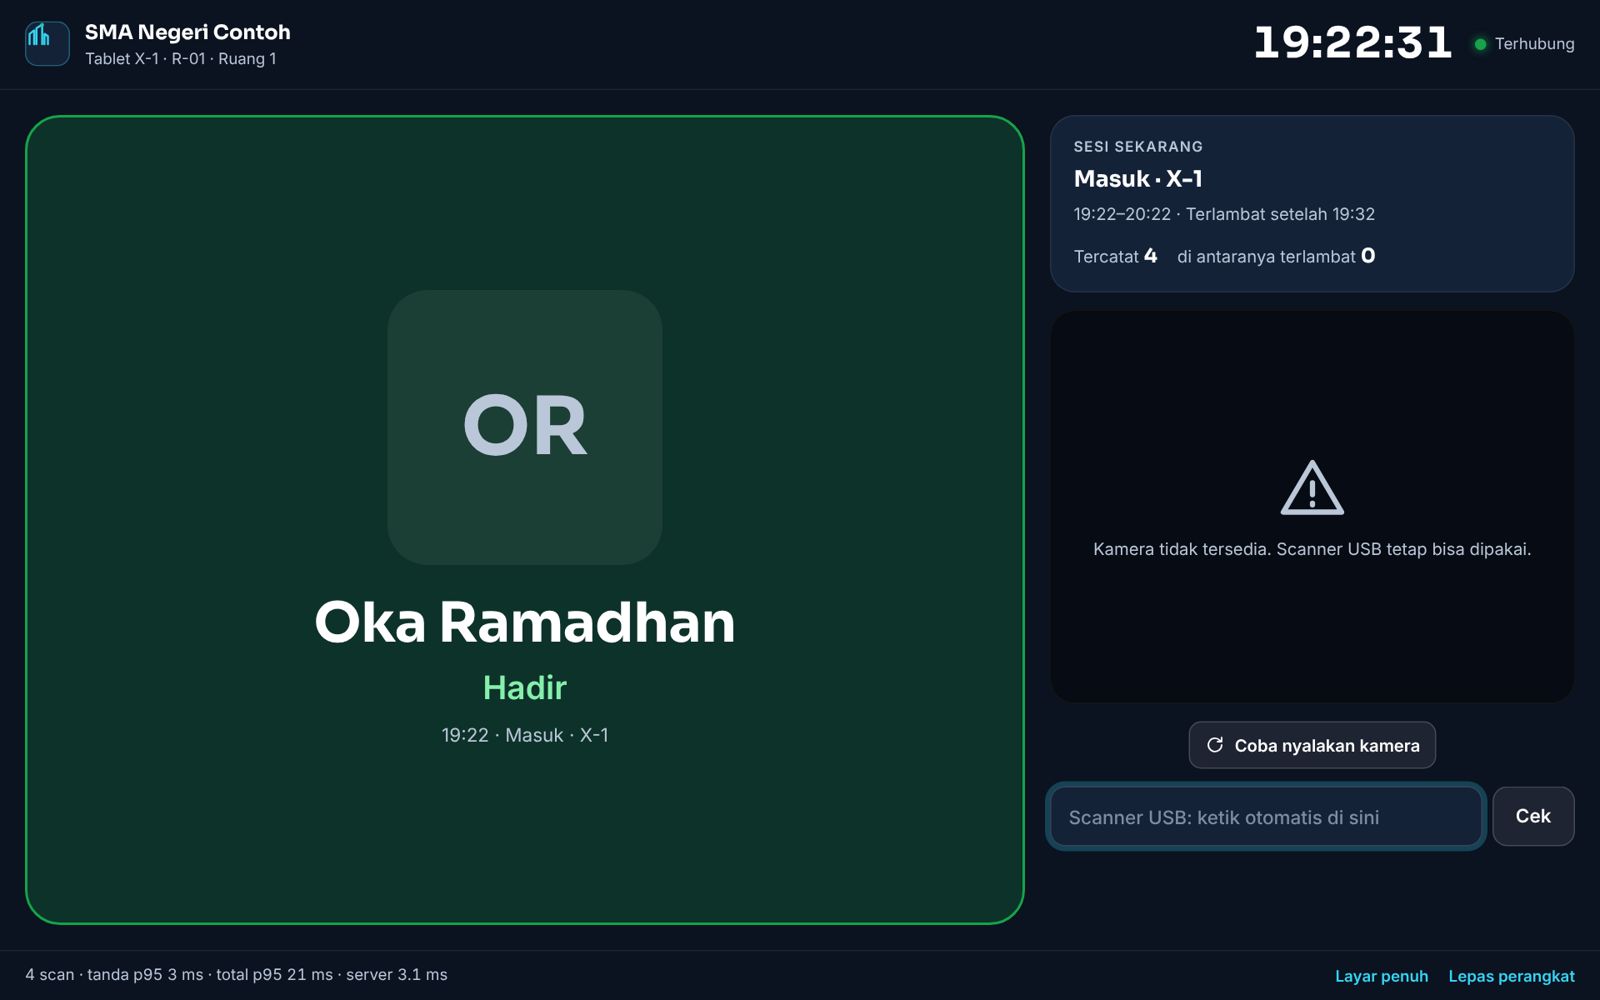 SMA Negeri Contoh
Tablet X-1 · R-01 · Ruang 1
19:22:31
Terhubung
OR
Oka Ramadhan
Hadir
19:22 · Masuk · X-1
SESI SEKARANG
Masuk · X-1
19:22–20:22 · Terlambat setelah 19:32
Tercatat 4 di antaranya terlambat 0
Kamera tidak tersedia. Scanner USB tetap bisa dipakai.
Coba nyalakan kamera
Scanner USB: ketik otomatis di sini
Cek
4 scan · tanda p95 3 ms · total p95 21 ms · server 3.1 ms
Layar penuh
Lepas perangkat